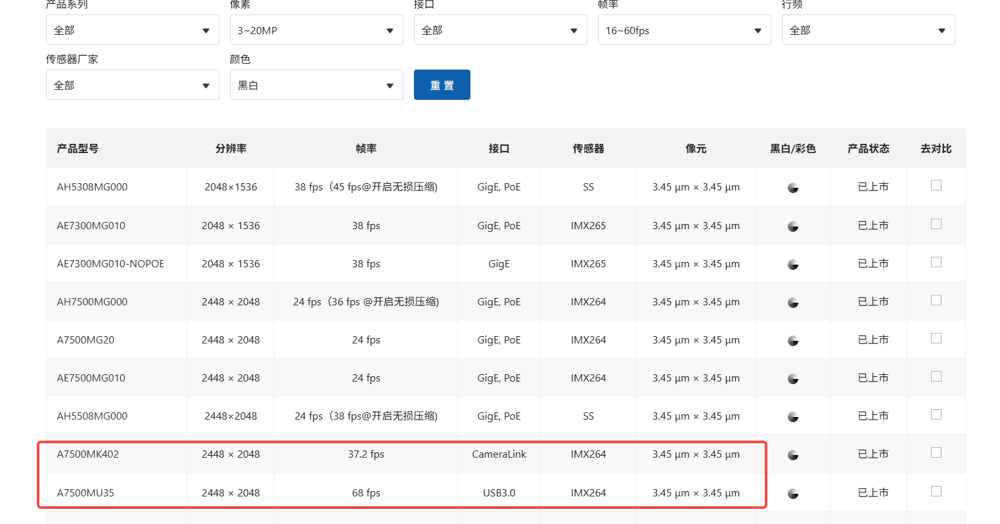 产品系列 像素 接口 帧率 行频
全部 3~20MP 全部 16~60fps 全部
传感器厂家 颜色
全部 黑白 重 置
产品型号 分辨率 帧率 接口 传感器 像元 黑白/彩色 产品状态 去对比
AH5308MG000 2048×1536 38 fps（45 fps@开启无损压缩) GigE, PoE SS 3.45 μm × 3.45 μm 已上市
AE7300MG010 2048 × 1536 38 fps GigE, PoE IMX265 3.45 μm × 3.45 μm 已上市
AE7300MG010-NOPOE 2048 × 1536 38 fps GigE IMX265 3.45 μm × 3.45 μm 已上市
AH7500MG000 2448 × 2048 24 fps（36 fps @开启无损压缩) GigE, PoE IMX264 3.45 μm × 3.45 μm 已上市
A7500MG20 2448 × 2048 24 fps GigE, PoE IMX264 3.45 μm × 3.45 μm 已上市
AE7500MG010 2448 × 2048 24 fps GigE, PoE IMX264 3.45 μm × 3.45 μm 已上市
AH5508MG000 2448×2048 24 fps（38 fps@开启无损压缩) GigE, PoE SS 3.45 μm × 3.45 μm 已上市
A7500MK402 2448 × 2048 37.2 fps CameraLink IMX264 3.45 μm × 3.45 μm 已上市
A7500MU35 2448 × 2048 68 fps USB3.0 IMX264 3.45 μm × 3.45 μm 已上市